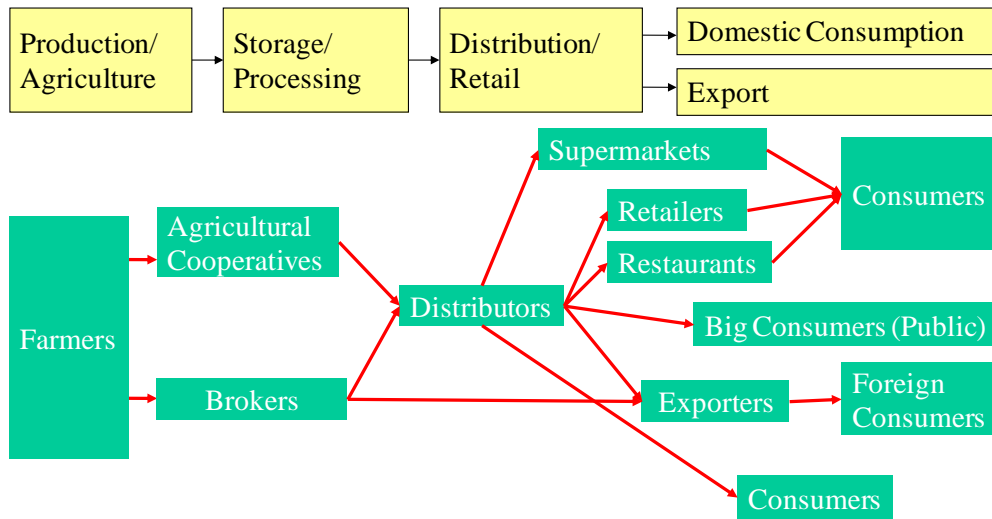 Production/
Agriculture
Storage/
Processing
Distribution/
Retail
Domestic Consumption
Export
Supermarkets
Consumers
Retailers
Agricultural
Cooperatives
Restaurants
Distributors
Farmers
Big Consumers (Public)
Brokers
Exporters
Foreign
Consumers
Consumers